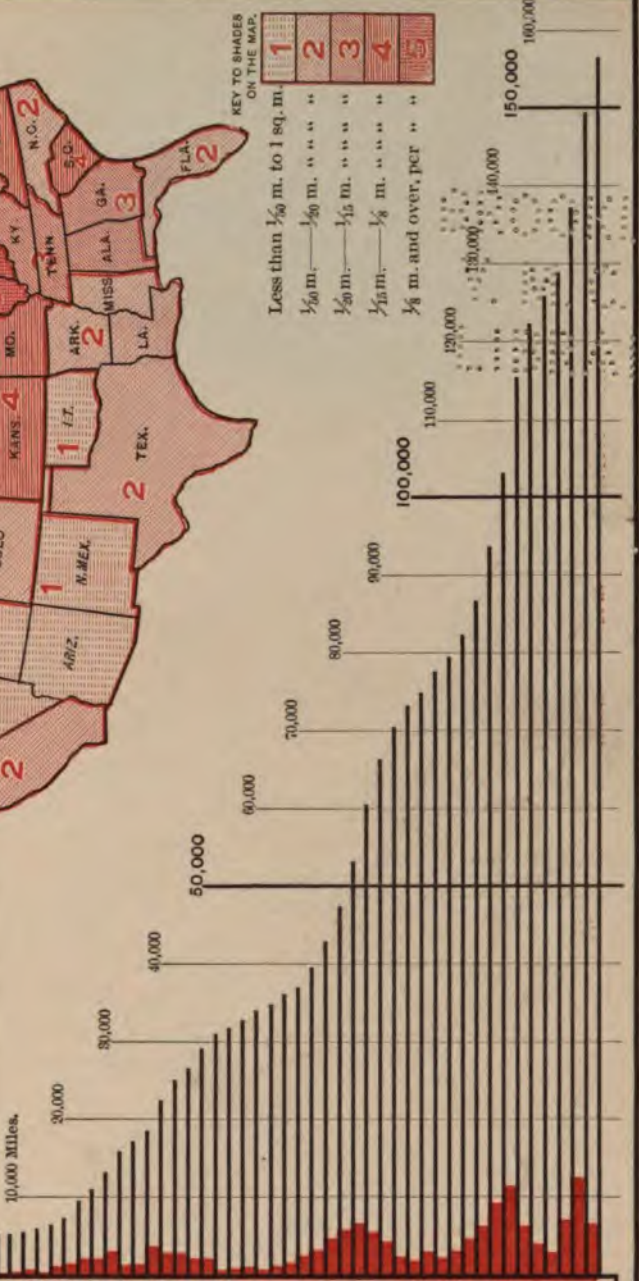 KEY TO SHADES
ON THE MAP.
Less than 1/50 m. to 1 sq. m. 1
1/50 m.—1/20 m. " " " " 2
1/20 m.—1/15 m. " " " " 3
1/15 m.—1/8 m. " " " " 4
1/8 m. and over, per " " 5
N.C. 2
S.C. 4
FLA. 2
GA. 3
KY.
TENN 3
ALA.
MISS
MO.
ARK. 2
LA.
KANS. 4
I.T. 1
TEX. 2
N.MEX. 1
ARIZ.
2
10,000 Miles.
20,000
30,000
40,000
50,000
60,000
70,000
80,000
90,000
100,000
110,000
120,000
130,000
140,000
150,000
160,000